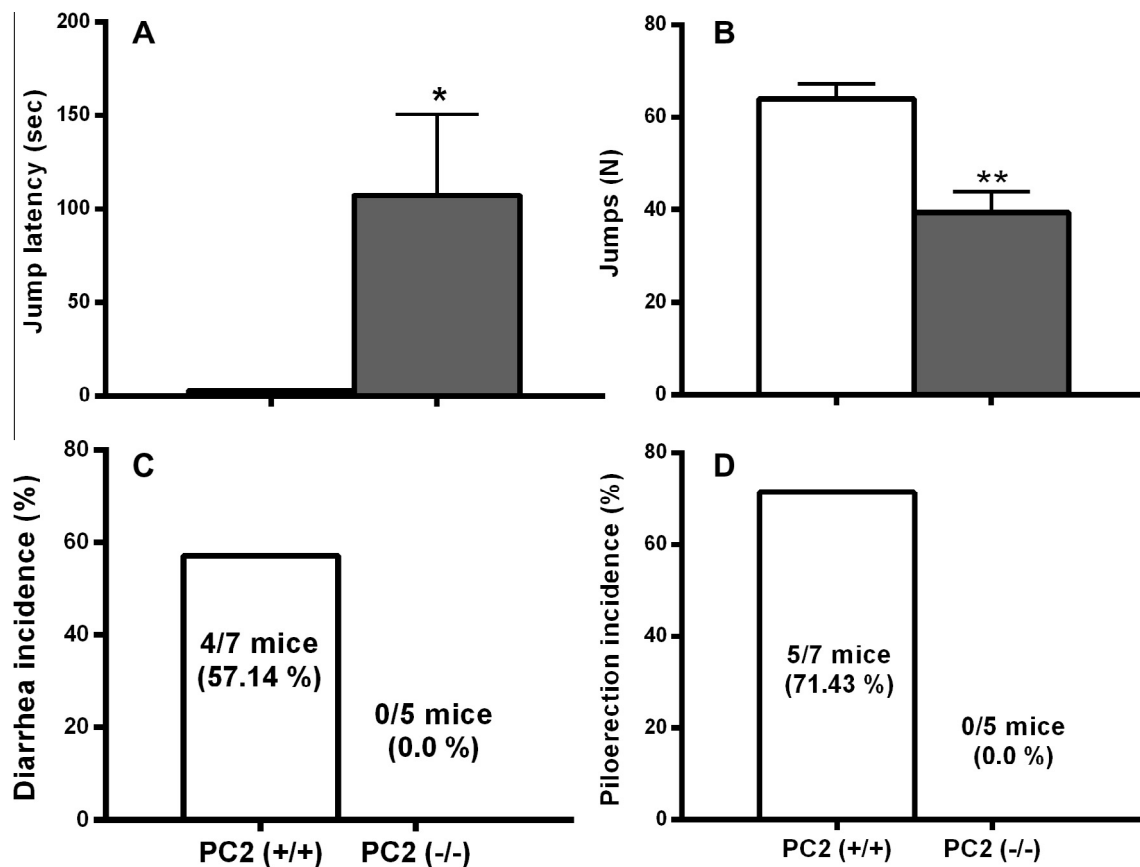 A
Jump latency (sec)
200
150
100
50
0
*
B
Jumps (N)
80
60
40
20
0
**
C
Diarrhea incidence (%)
80
60
40
20
0
4/7 mice
(57.14 %)
0/5 mice
(0.0 %)
PC2 (+/+) PC2 (-/-)
D
Piloerection incidence (%)
80
60
40
20
0
5/7 mice
(71.43 %)
0/5 mice
(0.0 %)
PC2 (+/+) PC2 (-/-)